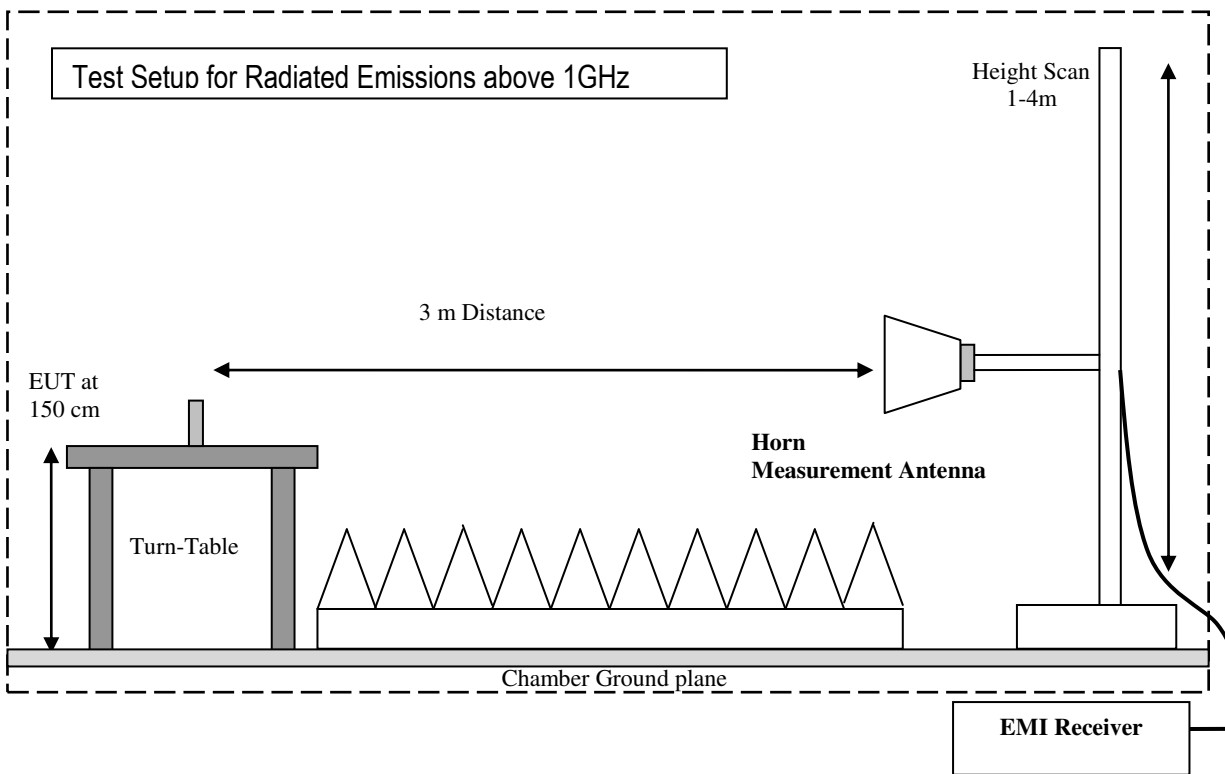 Test Setup for Radiated Emissions above 1GHz
Height Scan
1-4m
3 m Distance
EUT at
150 cm
Horn
Measurement Antenna
Turn-Table
Chamber Ground plane
EMI Receiver